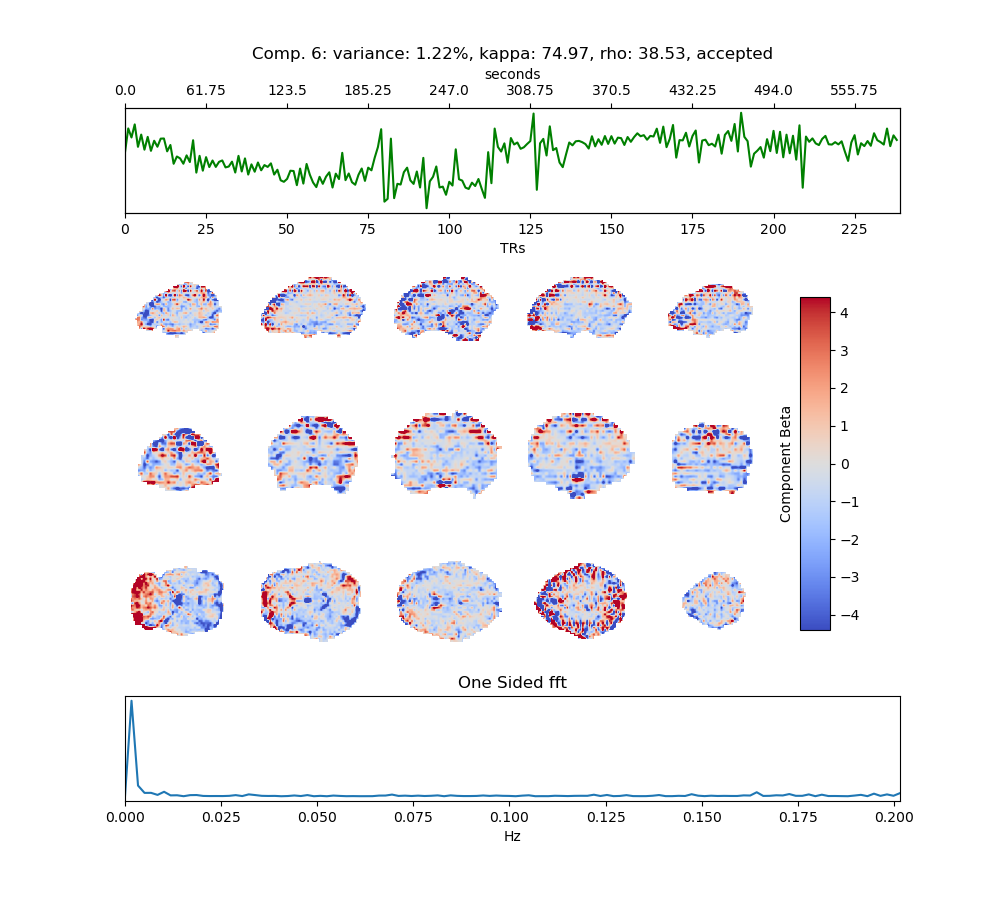 Comp. 6: variance: 1.22%, kappa: 74.97, rho: 38.53, accepted
seconds
0.0 61.75 123.5 185.25 247.0 308.75 370.5 432.25 494.0 555.75
0 25 50 75 100 125 150 175 200 225
TRs
4
3
2
1
0
−1
−2
−3
−4
Component Beta
One Sided fft
0.000 0.025 0.050 0.075 0.100 0.125 0.150 0.175 0.200
Hz